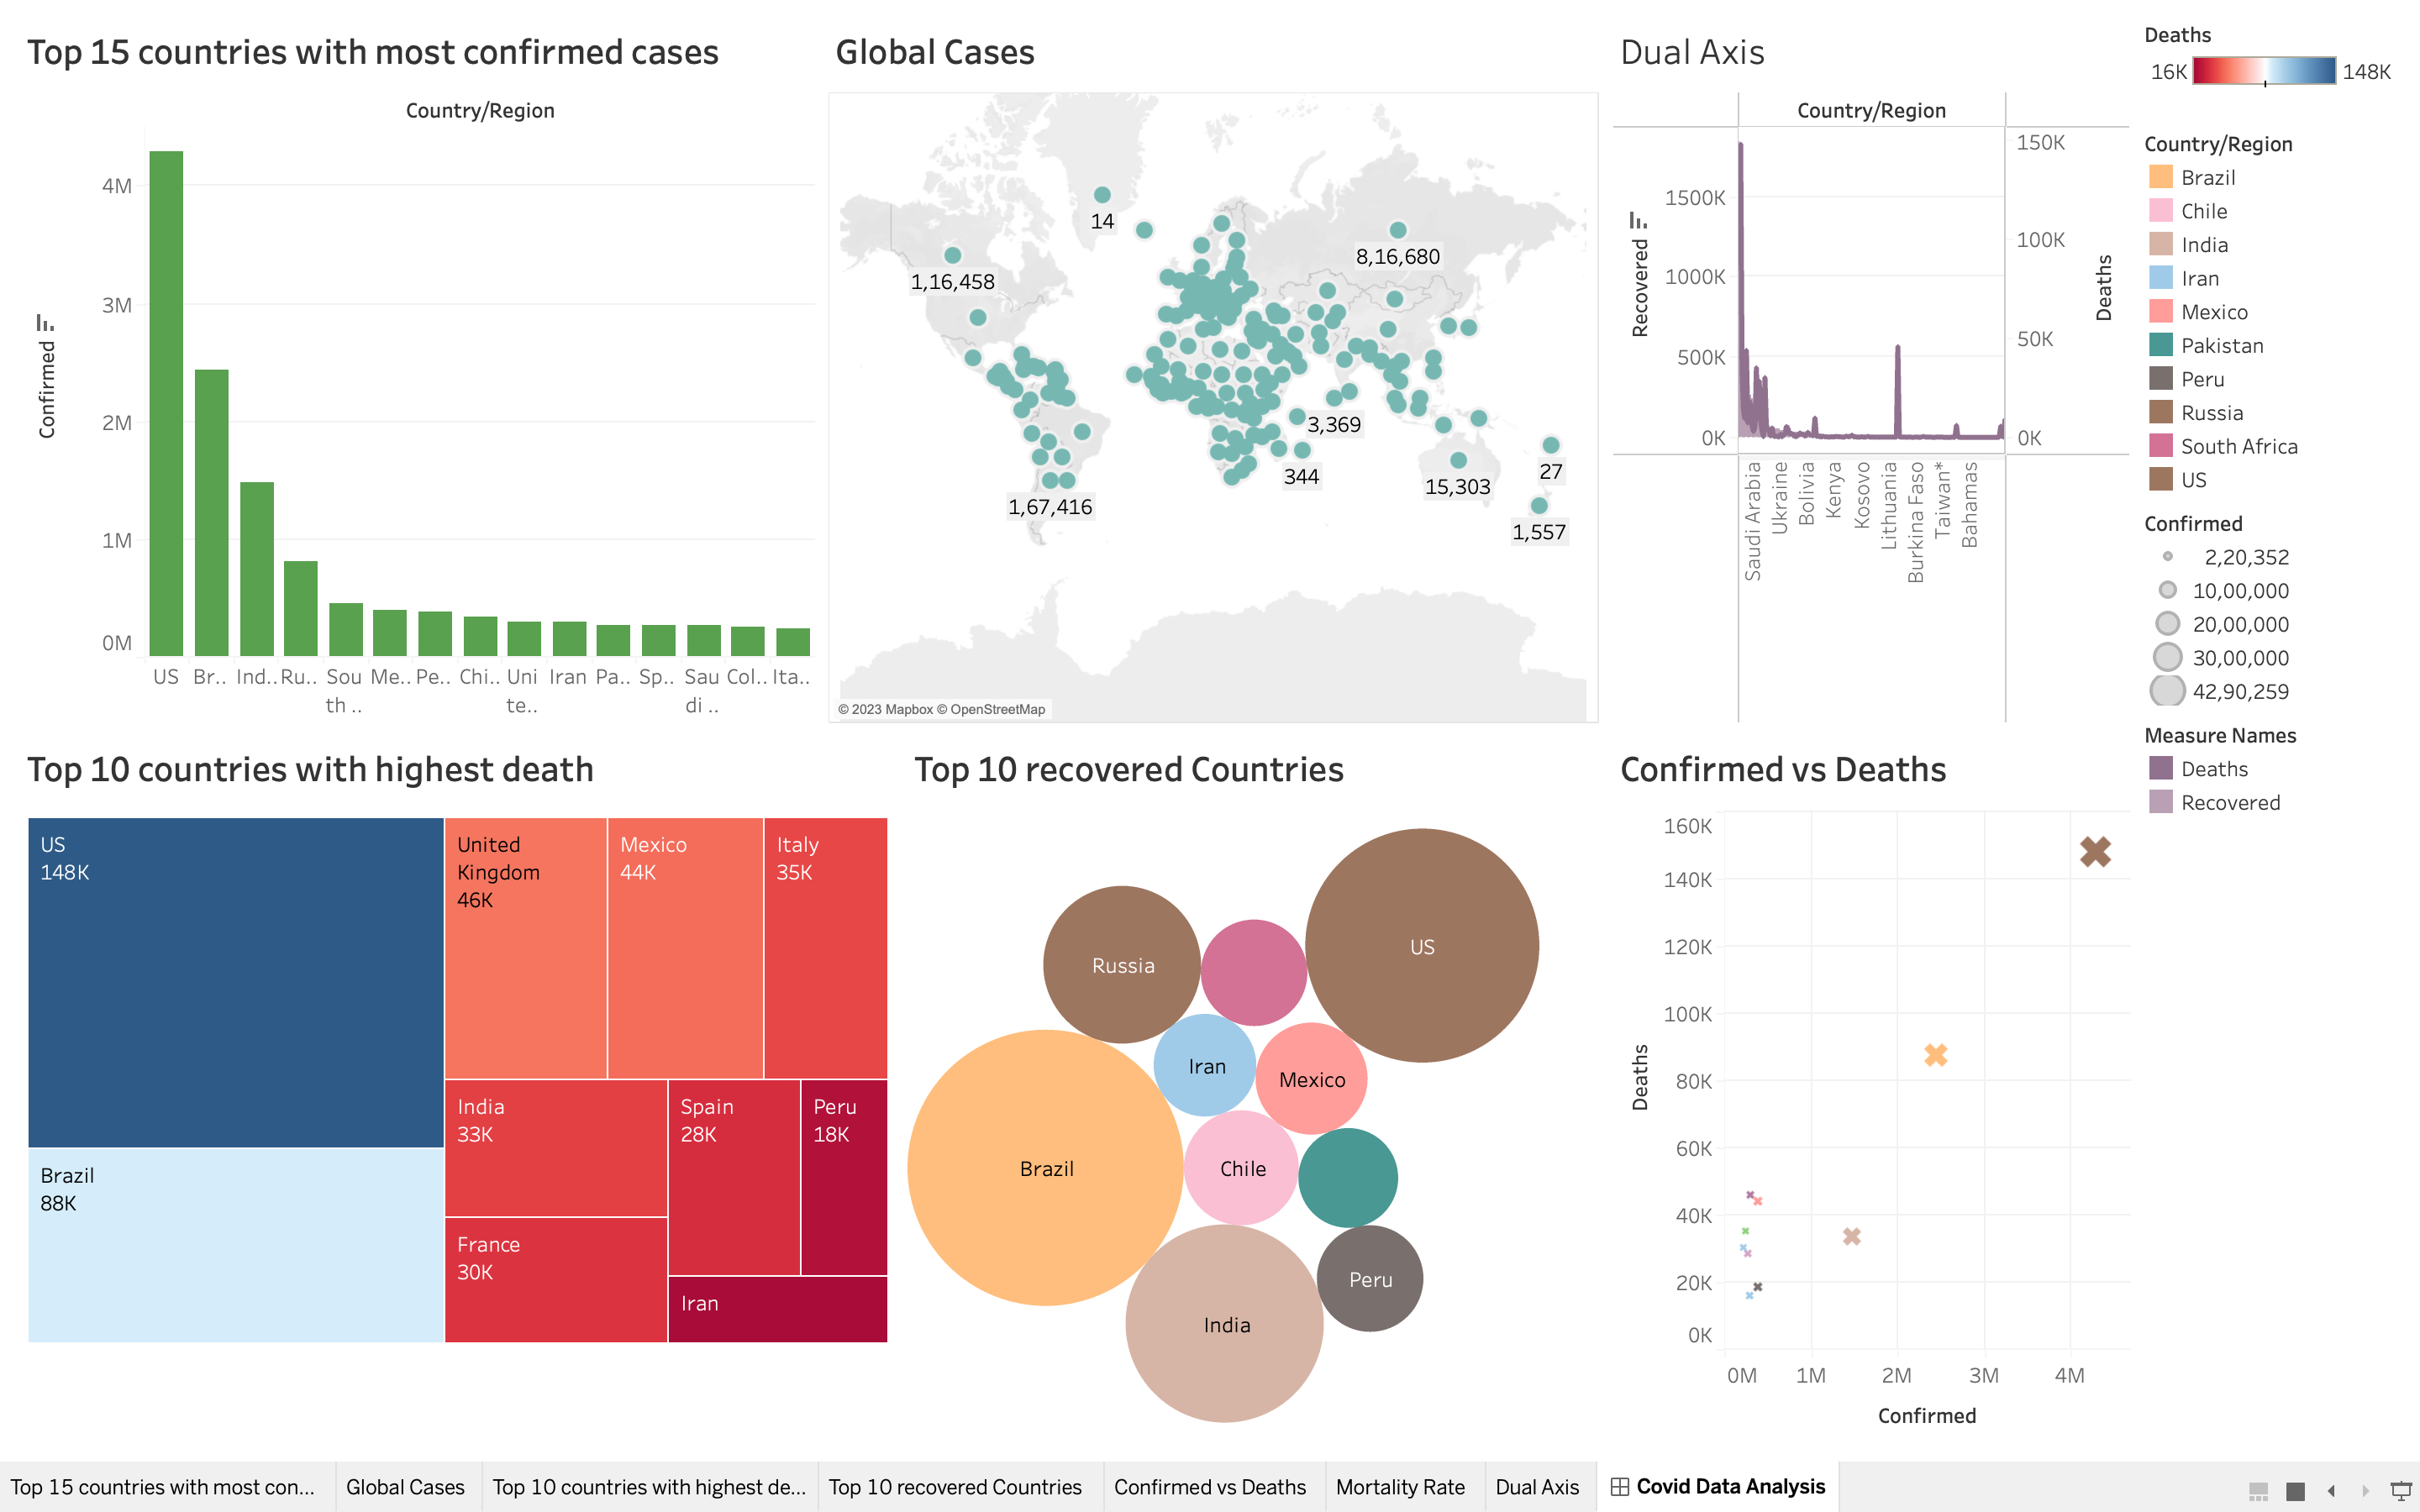 Top 15 countries with most confirmed cases
Country/Region
Confirmed
4M
3M
2M
1M
0M
US Br.. Ind.. Ru.. Sou Me.. Pe.. Chi.. Uni Iran Pa.. Sp.. Sau Col.. Ita..
th .. te.. di ..
Global Cases
14
1,16,458
8,16,680
3,369
344
1,67,416
15,303
27
1,557
© 2023 Mapbox © OpenStreetMap
Dual Axis
Country/Region
Recovered
1500K
1000K
500K
0K
150K
100K
50K
0K
Deaths
Saudi Arabia
Ukraine
Bolivia
Kenya
Kosovo
Lithuania
Burkina Faso
Taiwan*
Bahamas
Deaths
16K 148K
Country/Region
Brazil
Chile
India
Iran
Mexico
Pakistan
Peru
Russia
South Africa
US
Confirmed
2,20,352
10,00,000
20,00,000
30,00,000
42,90,259
Measure Names
Deaths
Recovered
Top 10 countries with highest death
US
148K
Brazil
88K
United
Kingdom
46K
Mexico
44K
Italy
35K
India
33K
France
30K
Spain
28K
Peru
18K
Iran
Top 10 recovered Countries
Russia
US
Iran
Mexico
Brazil
Chile
India
Peru
Confirmed vs Deaths
Deaths
160K
140K
120K
100K
80K
60K
40K
20K
0K
0M 1M 2M 3M 4M
Confirmed
Top 15 countries with most con... Global Cases Top 10 countries with highest de... Top 10 recovered Countries Confirmed vs Deaths Mortality Rate Dual Axis Covid Data Analysis